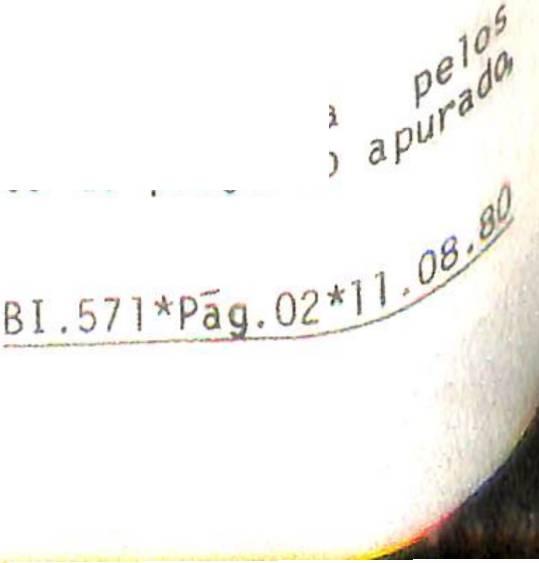 a pelos
o apurado,
BI.571*Pāg.02*11.08.80